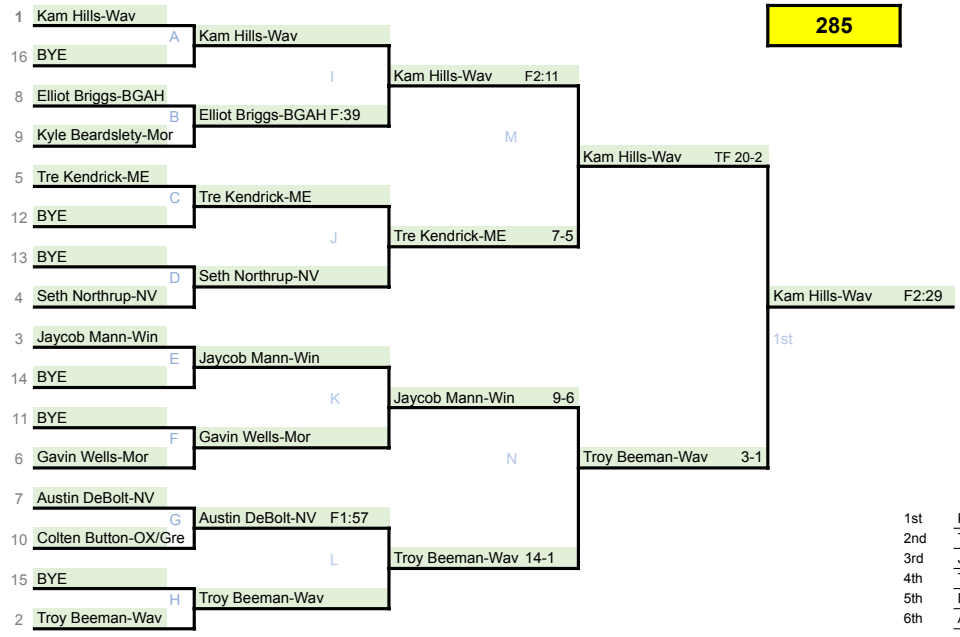 285
1 Kam Hills-Wav
A
Kam Hills-Wav
16 BYE
I
Kam Hills-Wav F2:11
8 Elliot Briggs-BGAH
B
Elliot Briggs-BGAH F:39
9 Kyle Beardslety-Mor
M
Kam Hills-Wav TF 20-2
5 Tre Kendrick-ME
C
Tre Kendrick-ME
12 BYE
J
Tre Kendrick-ME 7-5
13 BYE
D
Seth Northrup-NV
4 Seth Northrup-NV
Kam Hills-Wav F2:29
1st
3 Jaycob Mann-Win
E
Jaycob Mann-Win
14 BYE
K
Jaycob Mann-Win 9-6
11 BYE
F
Gavin Wells-Mor
6 Gavin Wells-Mor
N
Troy Beeman-Wav 3-1
7 Austin DeBolt-NV
G
Austin DeBolt-NV F1:57
10 Colten Button-OX/Gre
L
Troy Beeman-Wav 14-1
15 BYE
H
Troy Beeman-Wav
2 Troy Beeman-Wav
1st
2nd
3rd
4th
5th
6th